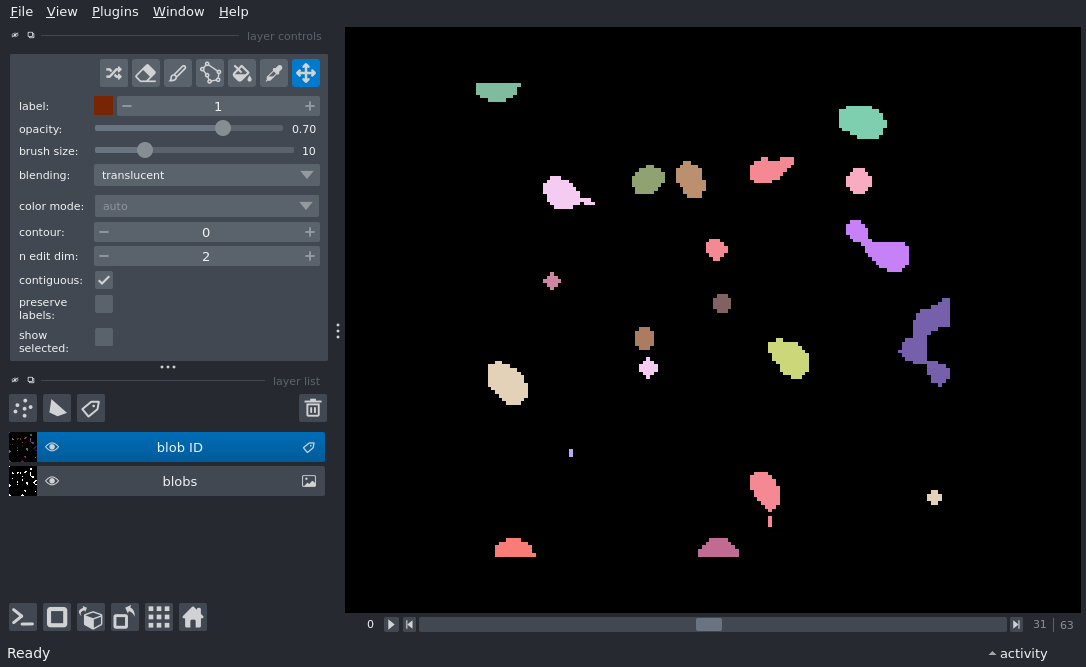 File View Plugins Window Help
layer controls
label: 1
opacity: 0.70
brush size: 10
blending: translucent
color mode: auto
contour: 0
n edit dim: 2
contiguous:
preserve
labels:
show
selected:
layer list
blob ID
blobs
0 31 | 63
Ready activity